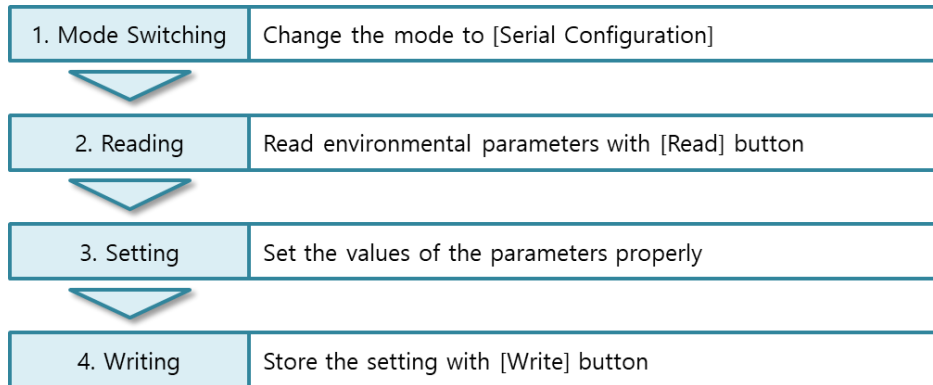 1. Mode Switching Change the mode to [Serial Configuration]
2. Reading Read environmental parameters with [Read] button
3. Setting Set the values of the parameters properly
4. Writing Store the setting with [Write] button